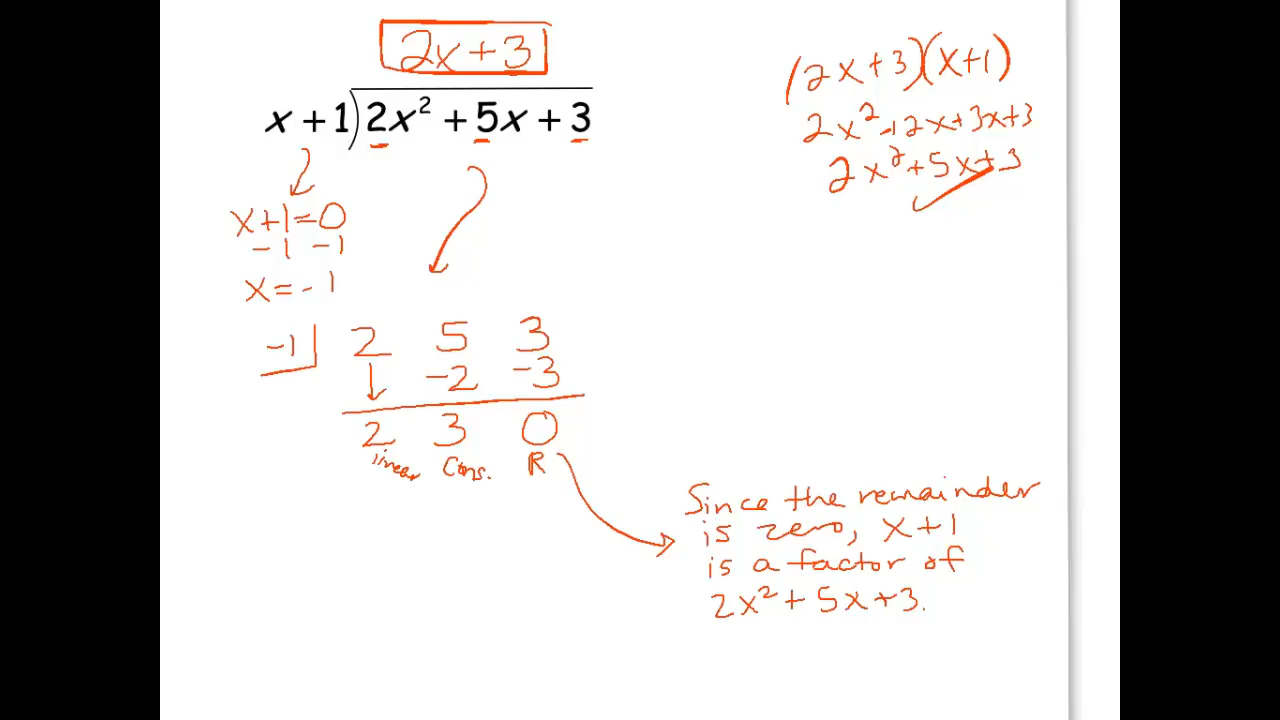 2x+3
x + 1) 2x² + 5x + 3
x+1=0
-1 -1
x=-1
-1| 2 5 3
-2 -3
2 3 0
linear Cons. R
(2x+3)(x+1)
2x²+2x+3x+3
2x²+5x+3
Since the remainder
is zero, x+1
is a factor of
2x²+5x+3.